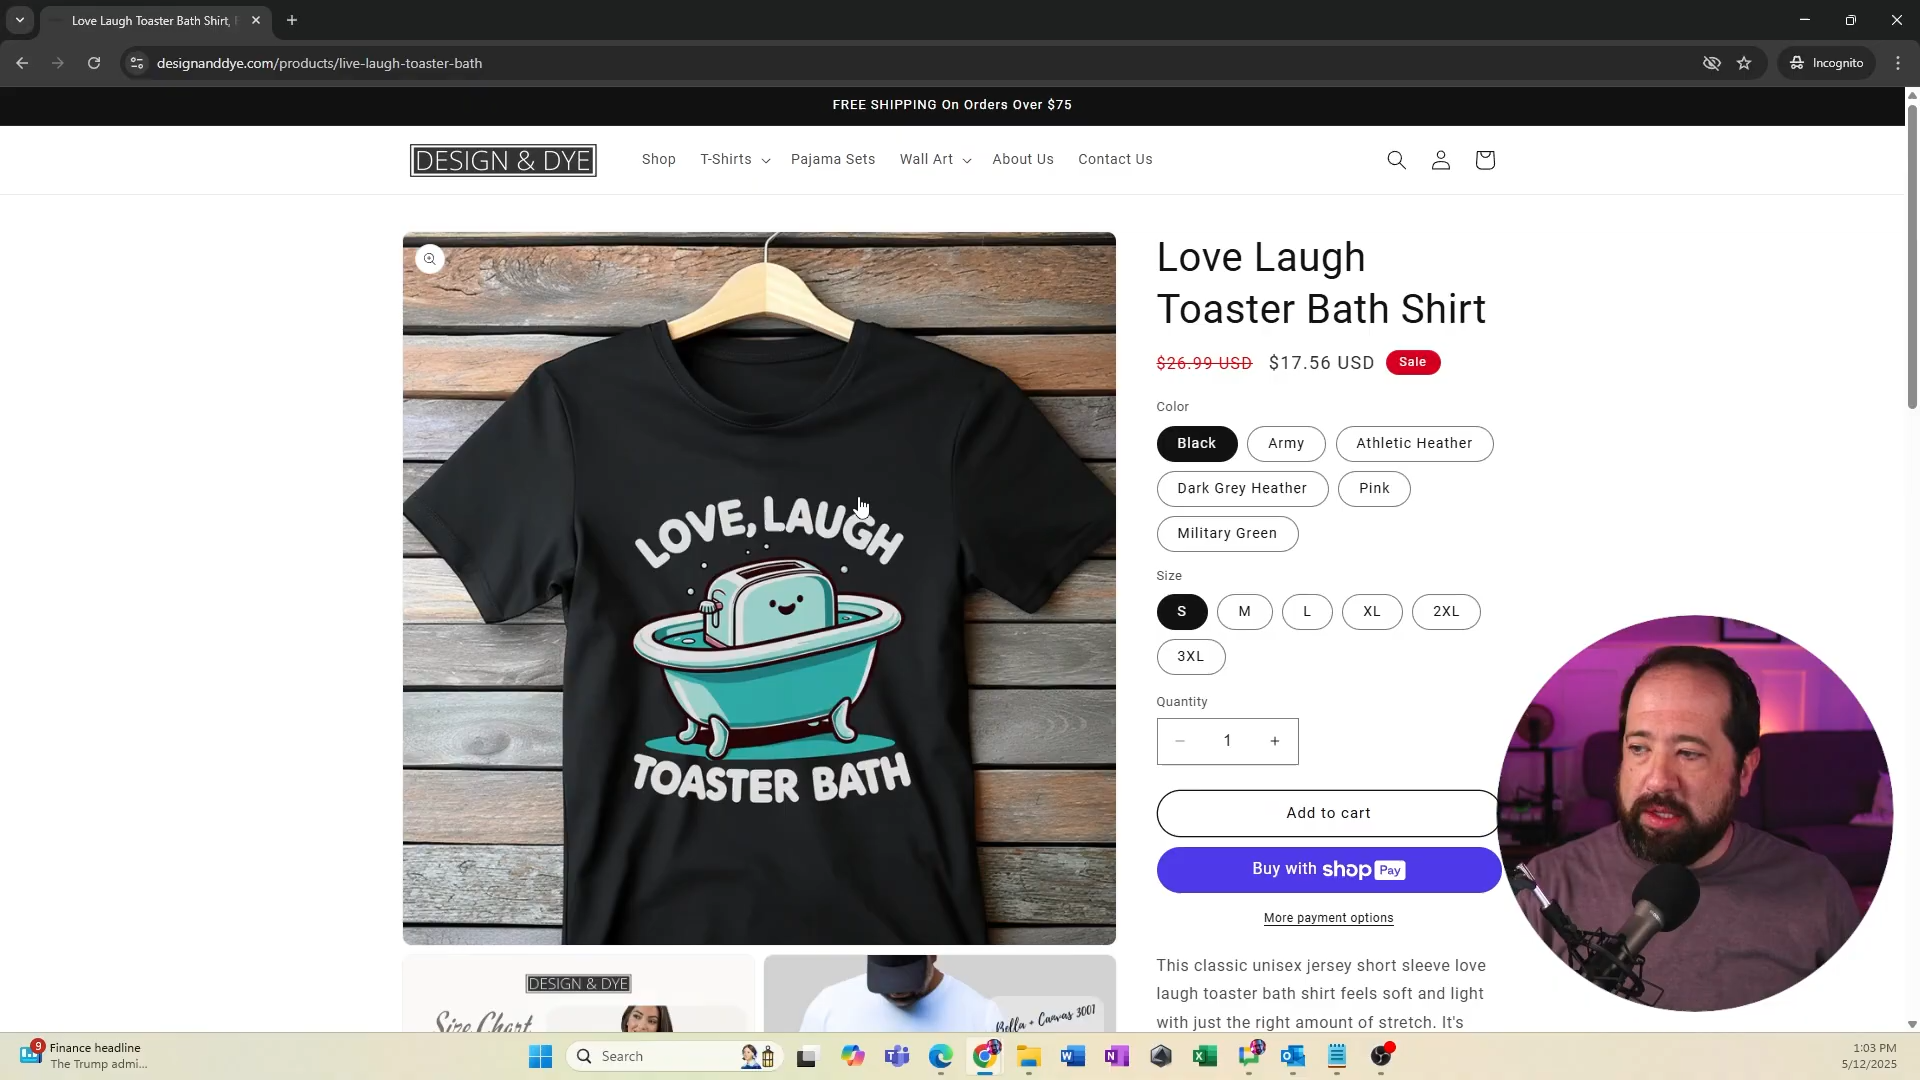 Love Laugh Toaster Bath Shirt,
designanddye.com/products/live-laugh-toaster-bath
Incognito
FREE SHIPPING On Orders Over $75
DESIGN & DYE
Shop
T-Shirts
Pajama Sets
Wall Art
About Us
Contact Us
LOVE, LAUGH
TOASTER BATH
Love Laugh
Toaster Bath Shirt
$26.99 USD $17.56 USD Sale
Color
Black Army Athletic Heather
Dark Grey Heather Pink
Military Green
Size
S M L XL 2XL
3XL
Quantity
− 1 +
Add to cart
Buy with shop Pay
More payment options
This classic unisex jersey short sleeve love
laugh toaster bath shirt feels soft and light
with just the right amount of stretch. It's
DESIGN & DYE
Size Chart
Bella + Canvas 3001
9
Finance headline
The Trump admi...
Search
1:03 PM
5/12/2025